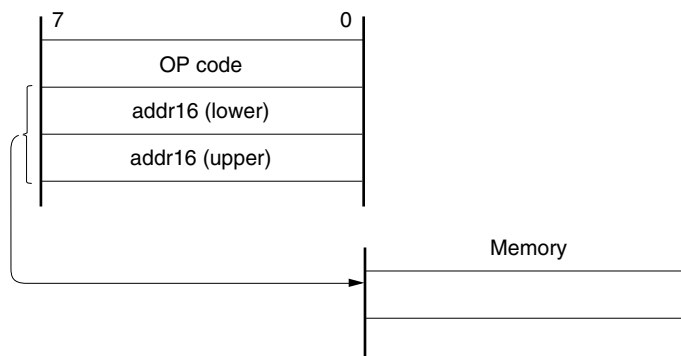 7 0
OP code
addr16 (lower)
addr16 (upper)
Memory